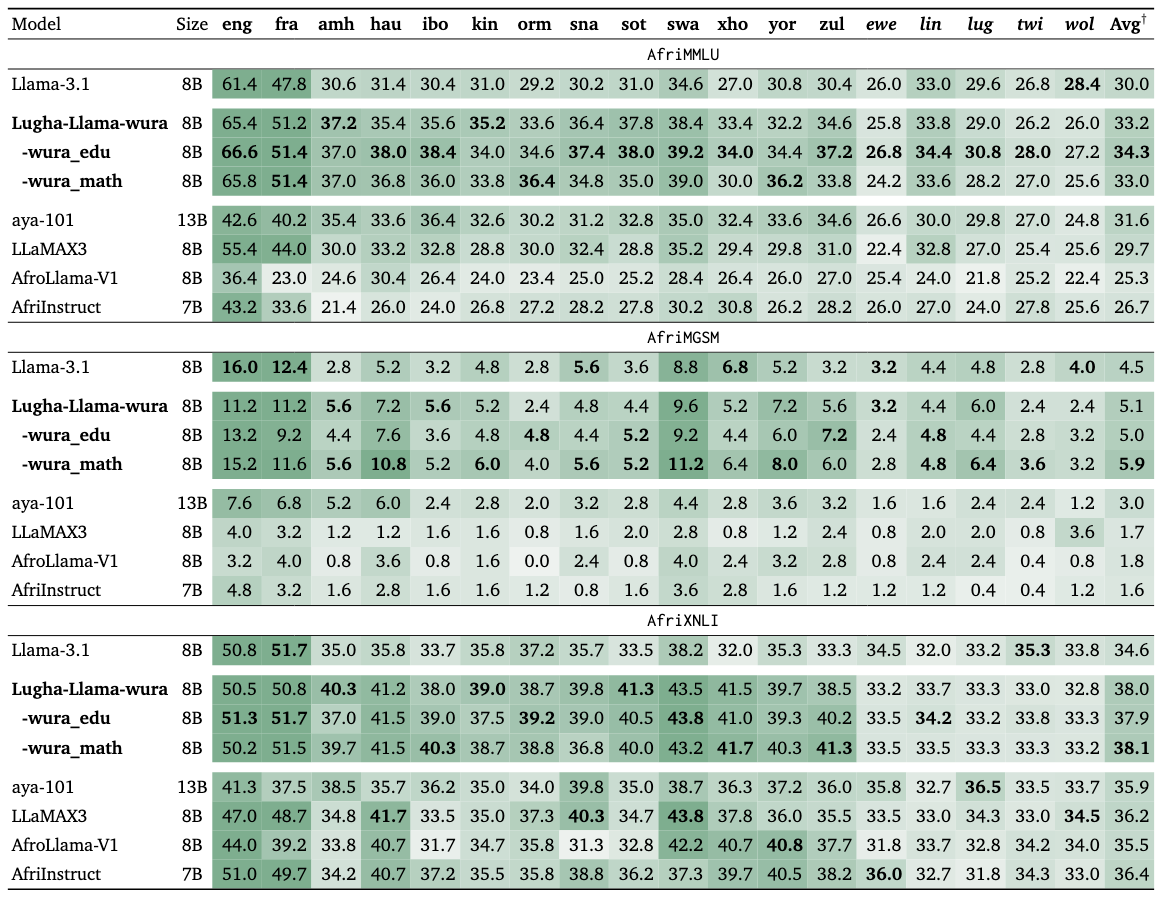 Model Size eng fra amh hau ibo kin orm sna sot swa xho yor zul ewe lin lug twi wol Avg†
AfriMMLU
Llama-3.1 8B 61.4 47.8 30.6 31.4 30.4 31.0 29.2 30.2 31.0 34.6 27.0 30.8 30.4 26.0 33.0 29.6 26.8 28.4 30.0
Lugha-Llama-wura 8B 65.4 51.2 37.2 35.4 35.6 35.2 33.6 36.4 37.8 38.4 33.4 32.2 34.6 25.8 33.8 29.0 26.2 26.0 33.2
-wura_edu 8B 66.6 51.4 37.0 38.0 38.4 34.0 34.6 37.4 38.0 39.2 34.0 34.4 37.2 26.8 34.4 30.8 28.0 27.2 34.3
-wura_math 8B 65.8 51.4 37.0 36.8 36.0 33.8 36.4 34.8 35.0 39.0 30.0 36.2 33.8 24.2 33.6 28.2 27.0 25.6 33.0
aya-101 13B 42.6 40.2 35.4 33.6 36.4 32.6 30.2 31.2 32.8 35.0 32.4 33.6 34.6 26.6 30.0 29.8 27.0 24.8 31.6
LLaMAX3 8B 55.4 44.0 30.0 33.2 32.8 28.8 30.0 32.4 28.8 35.2 29.4 29.8 31.0 22.4 32.8 27.0 25.4 25.6 29.7
AfroLlama-V1 8B 36.4 23.0 24.6 30.4 26.4 24.0 23.4 25.0 25.2 28.4 26.4 26.0 27.0 25.4 24.0 21.8 25.2 22.4 25.3
AfriInstruct 7B 43.2 33.6 21.4 26.0 24.0 26.8 27.2 28.2 27.8 30.2 30.8 26.2 28.2 26.0 27.0 24.0 27.8 25.6 26.7
AfriMGSM
Llama-3.1 8B 16.0 12.4 2.8 5.2 3.2 4.8 2.8 5.6 3.6 8.8 6.8 5.2 3.2 3.2 4.4 4.8 2.8 4.0 4.5
Lugha-Llama-wura 8B 11.2 11.2 5.6 7.2 5.6 5.2 2.4 4.8 4.4 9.6 5.2 7.2 5.6 3.2 4.4 6.0 2.4 2.4 5.1
-wura_edu 8B 13.2 9.2 4.4 7.6 3.6 4.8 4.8 4.4 5.2 9.2 4.4 6.0 7.2 2.4 4.8 4.4 2.8 3.2 5.0
-wura_math 8B 15.2 11.6 5.6 10.8 5.2 6.0 4.0 5.6 5.2 11.2 6.4 8.0 6.0 2.8 4.8 6.4 3.6 3.2 5.9
aya-101 13B 7.6 6.8 5.2 6.0 2.4 2.8 2.0 3.2 2.8 4.4 2.8 3.6 3.2 1.6 1.6 2.4 2.4 1.2 3.0
LLaMAX3 8B 4.0 3.2 1.2 1.2 1.6 1.6 0.8 1.6 2.0 2.8 0.8 1.2 2.4 0.8 2.0 2.0 0.8 3.6 1.7
AfroLlama-V1 8B 3.2 4.0 0.8 3.6 0.8 1.6 0.0 2.4 0.8 4.0 2.4 3.2 2.8 0.8 2.4 2.4 0.4 0.8 1.8
AfriInstruct 7B 4.8 3.2 1.6 2.8 1.6 1.6 1.2 0.8 1.6 3.6 2.8 1.6 1.2 1.2 1.2 0.4 0.4 1.2 1.6
AfriXNLI
Llama-3.1 8B 50.8 51.7 35.0 35.8 33.7 35.8 37.2 35.7 33.5 38.2 32.0 35.3 33.3 34.5 32.0 33.2 35.3 33.8 34.6
Lugha-Llama-wura 8B 50.5 50.8 40.3 41.2 38.0 39.0 38.7 39.8 41.3 43.5 41.5 39.7 38.5 33.2 33.7 33.3 33.0 32.8 38.0
-wura_edu 8B 51.3 51.7 37.0 41.5 39.0 37.5 39.2 39.0 40.5 43.8 41.0 39.3 40.2 33.5 34.2 33.2 33.8 33.3 37.9
-wura_math 8B 50.2 51.5 39.7 41.5 40.3 38.7 38.8 36.8 40.0 43.2 41.7 40.3 41.3 33.5 33.5 33.3 33.3 33.2 38.1
aya-101 13B 41.3 37.5 38.5 35.7 36.2 35.0 34.0 39.8 35.0 38.7 36.3 37.2 36.0 35.8 32.7 36.5 33.5 33.7 35.9
LLaMAX3 8B 47.0 48.7 34.8 41.7 33.5 35.0 37.3 40.3 34.7 43.8 37.8 36.0 35.5 33.5 33.0 34.3 33.0 34.5 36.2
AfroLlama-V1 8B 44.0 39.2 33.8 40.7 31.7 34.7 35.8 31.3 32.8 42.2 40.7 40.8 37.7 31.8 33.7 32.8 34.2 34.0 35.5
AfriInstruct 7B 51.0 49.7 34.2 40.7 37.2 35.5 35.8 38.8 36.2 37.3 39.7 40.5 38.2 36.0 32.7 31.8 34.3 33.0 36.4